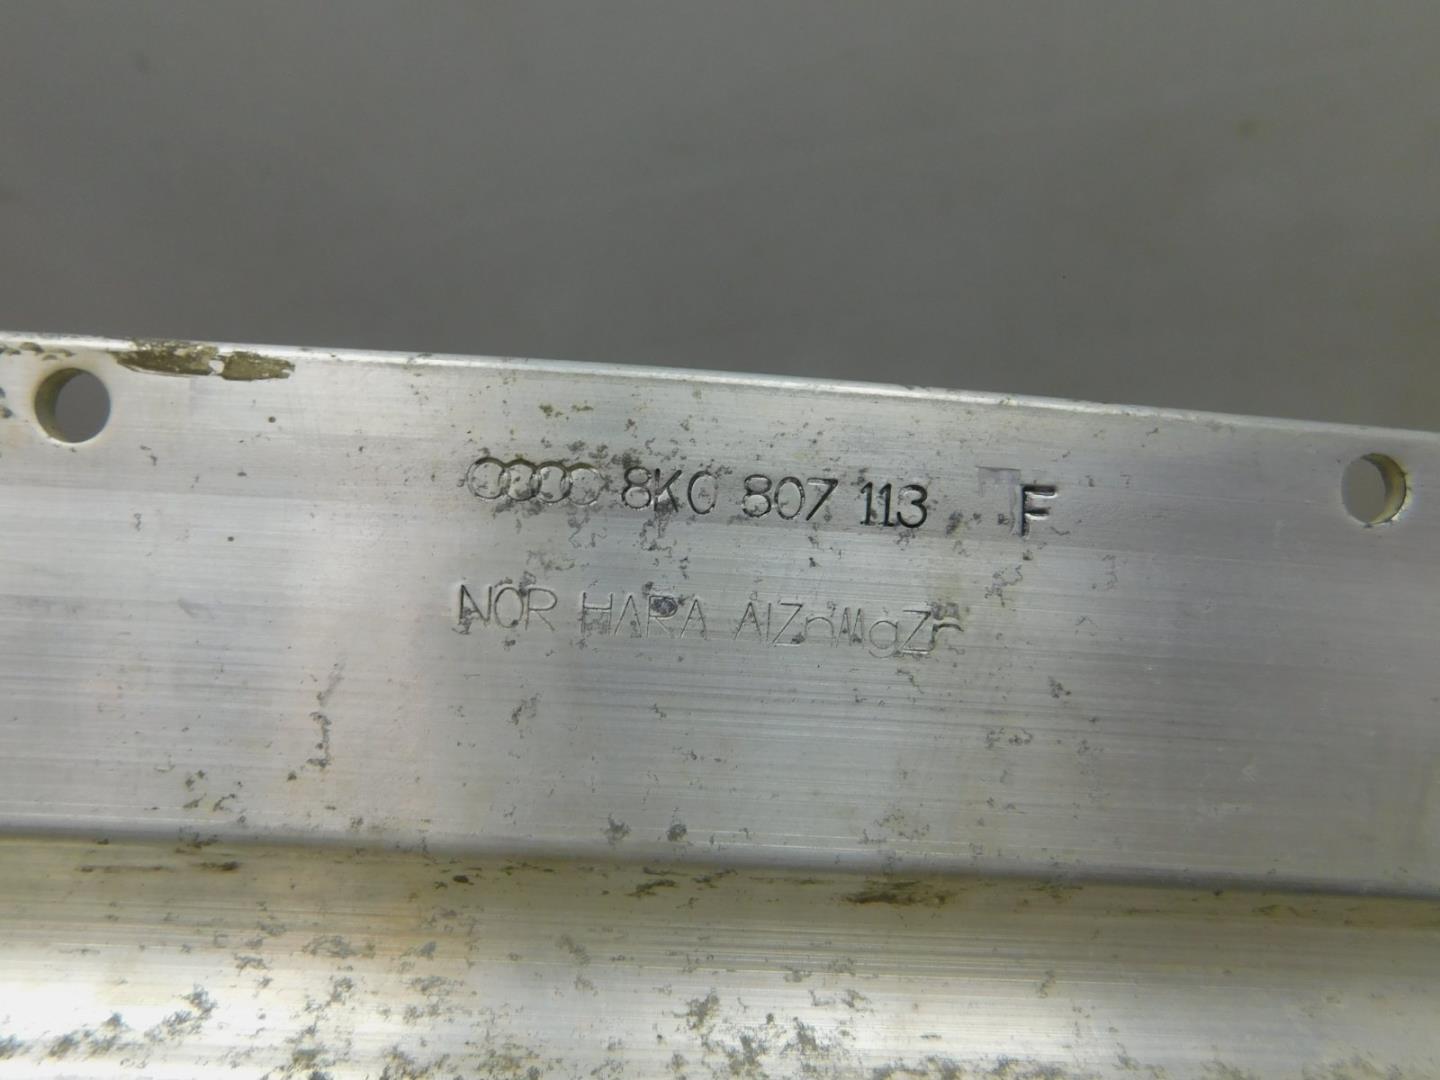 8K0 807 113 F
NOR HARA AlZnMgZr